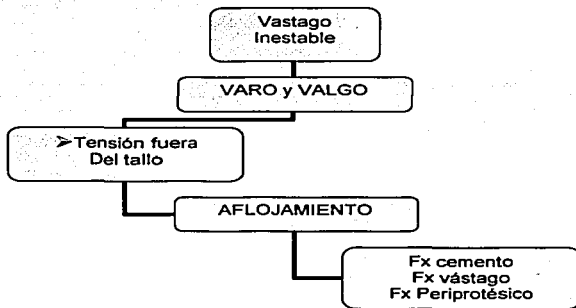 Vastago
Inestable
VARO y VALGO
➢Tensión fuera
Del tallo
AFLOJAMIENTO
Fx cemento
Fx vástago
Fx Periprotésico